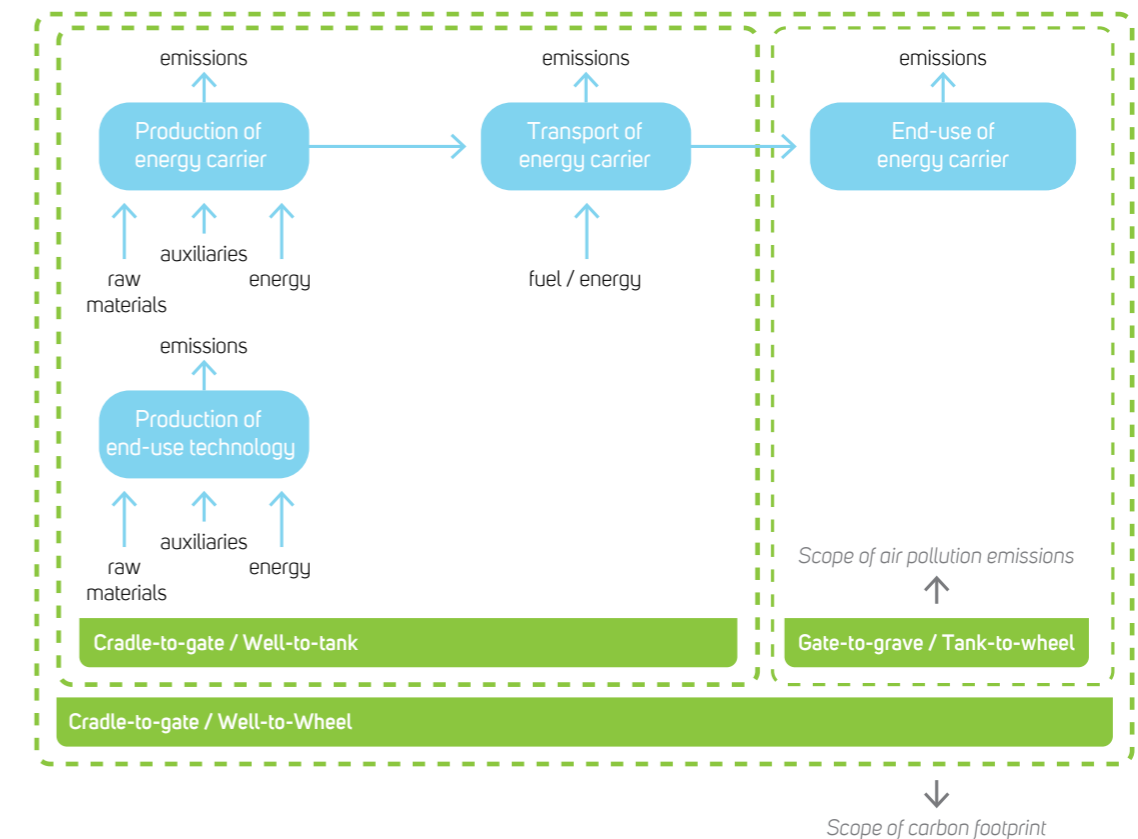 emissions
emissions
emissions
Production of
energy carrier
Transport of
energy carrier
End-use of
energy carrier
auxiliaries
raw
materials
energy
fuel / energy
emissions
Production of
end-use technology
auxiliaries
raw
materials
energy
Scope of air pollution emissions
Cradle-to-gate / Well-to-tank
Gate-to-grave / Tank-to-wheel
Cradle-to-gate / Well-to-Wheel
Scope of carbon footprint